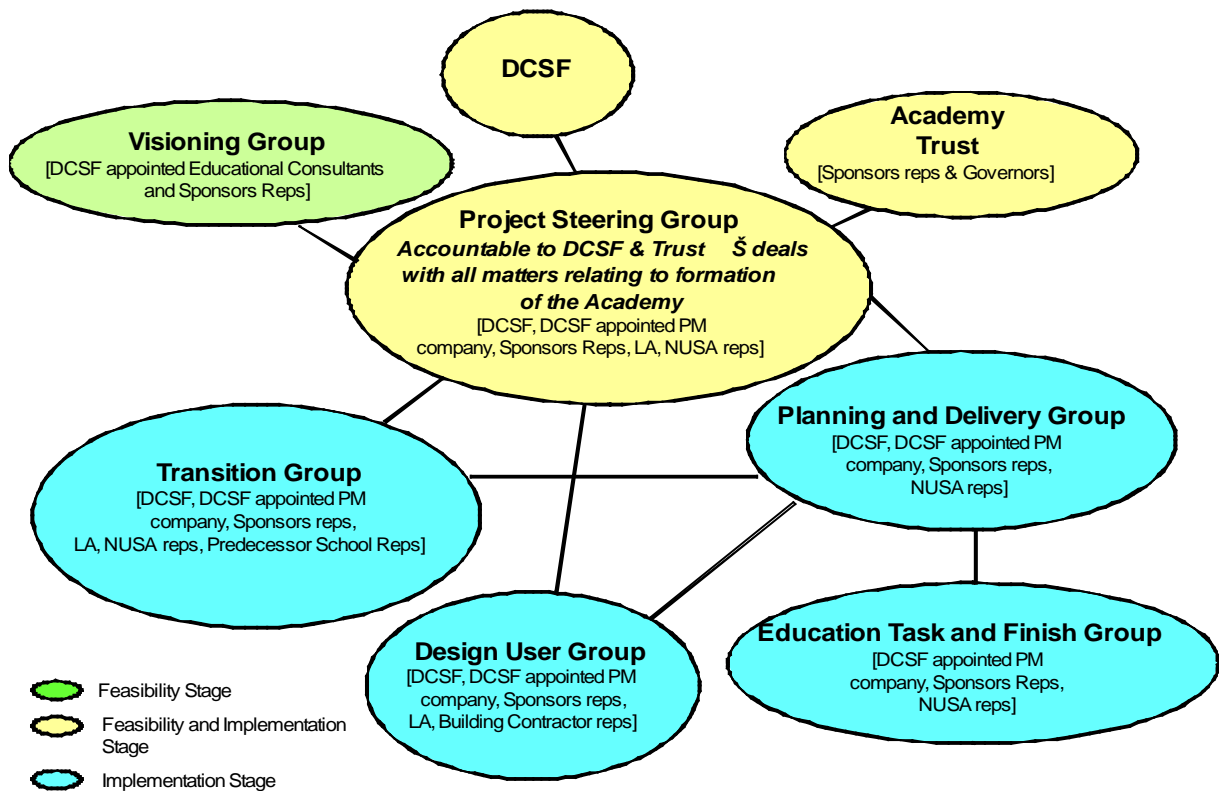 DCSF
Visioning Group
[DCSF appointed Educational Consultants
and Sponsors Reps]
Academy
Trust
[Sponsors reps & Governors]
Project Steering Group
Accountable to DCSF & Trust Š deals
with all matters relating to formation
of the Academy
[DCSF, DCSF appointed PM
company, Sponsors Reps, LA, NUSA reps]
Planning and Delivery Group
[DCSF, DCSF appointed PM
company, Sponsors reps,
NUSA reps]
Transition Group
[DCSF, DCSF appointed PM
company, Sponsors reps,
LA, NUSA reps, Predecessor School Reps]
Design User Group
[DCSF, DCSF appointed PM
company, Sponsors reps,
LA, Building Contractor reps]
Education Task and Finish Group
[DCSF appointed PM
company, Sponsors Reps,
NUSA reps]
Feasibility Stage
Feasibility and Implementation
Stage
Implementation Stage